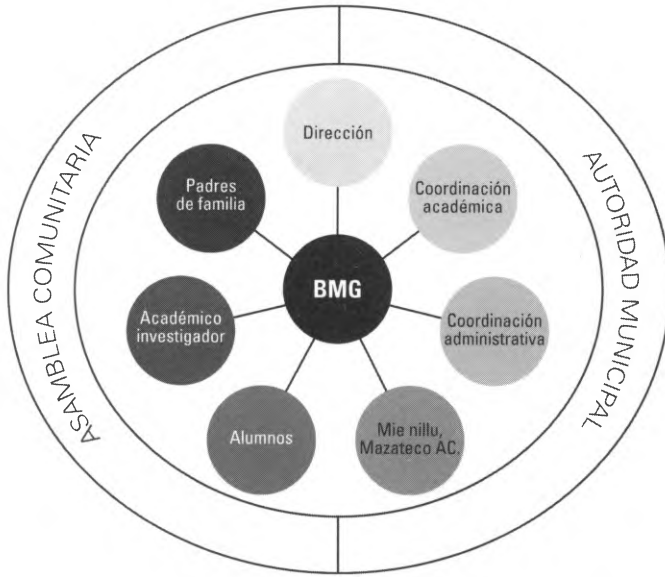 ASAMBLEA COMUNITARIA
AUTORIDAD MUNICIPAL
Dirección
Coordinación
académica
Coordinación
administrativa
Mie nillu,
Mazateco AC.
Alumnos
Académico
investigador
Padres
de familia
BMG